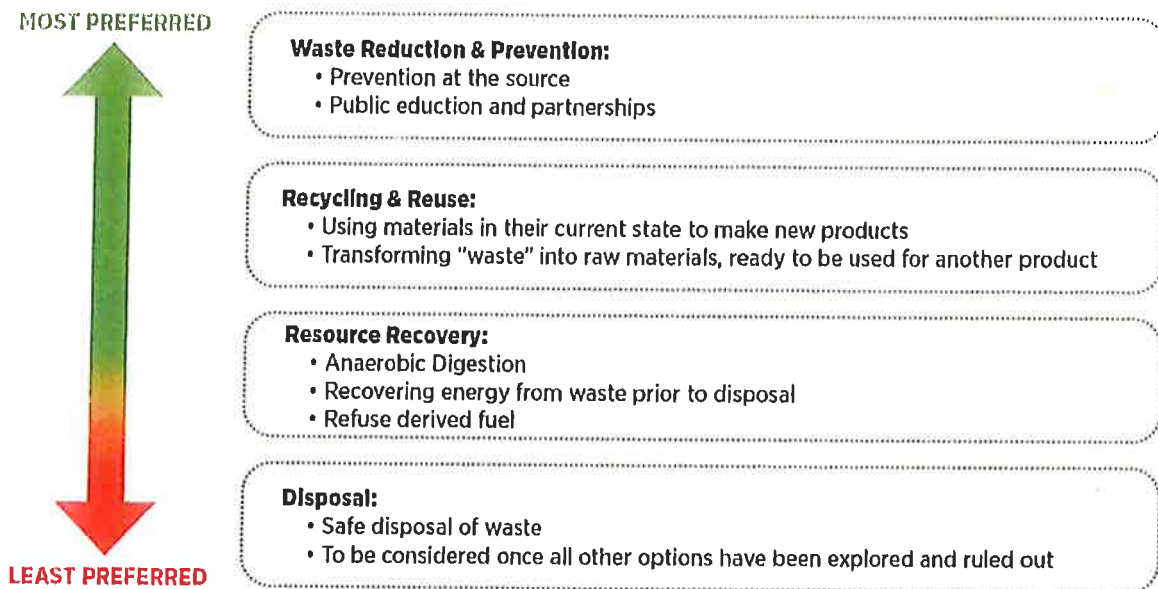 MOST PREFERRED
Waste Reduction & Prevention:
• Prevention at the source
• Public eduction and partnerships
Recycling & Reuse:
• Using materials in their current state to make new products
• Transforming "waste" into raw materials, ready to be used for another product
Resource Recovery:
• Anaerobic Digestion
• Recovering energy from waste prior to disposal
• Refuse derived fuel
Disposal:
• Safe disposal of waste
• To be considered once all other options have been explored and ruled out
LEAST PREFERRED